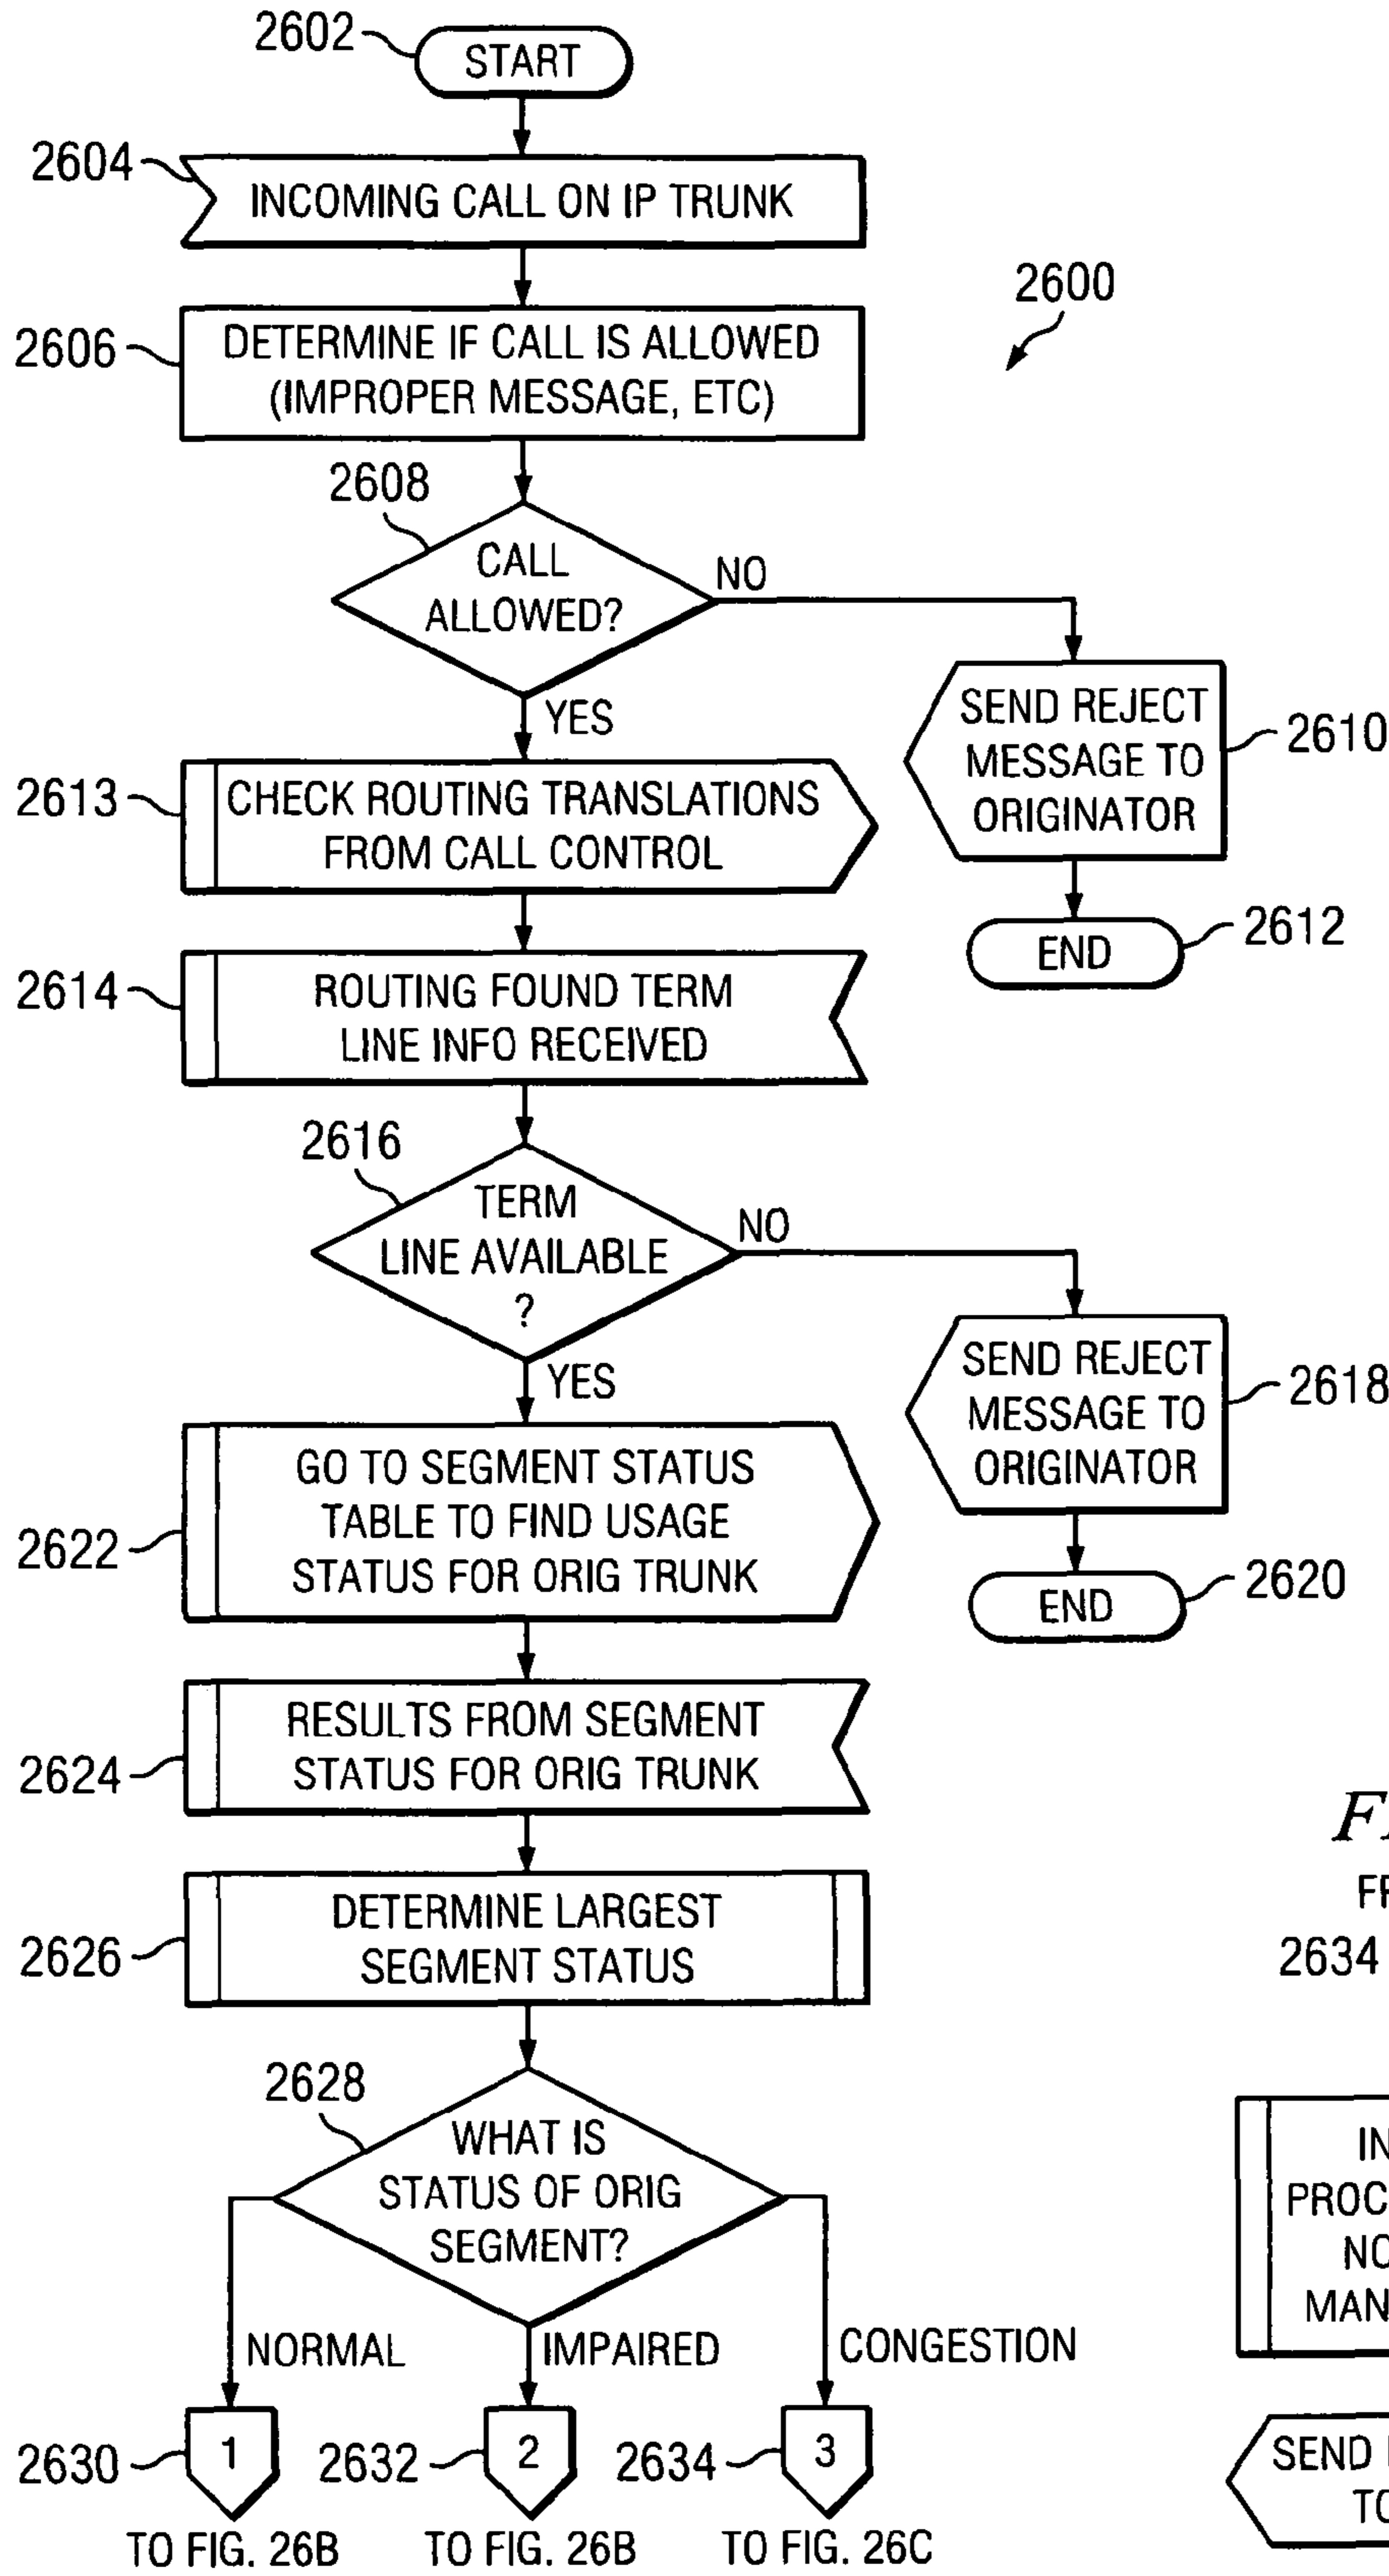 2602
START
2604
INCOMING CALL ON IP TRUNK
2600
2606
DETERMINE IF CALL IS ALLOWED
(IMPROPER MESSAGE, ETC)
2608
CALL
ALLOWED?
NO
YES
SEND REJECT
MESSAGE TO
ORIGINATOR
2610
2613
CHECK ROUTING TRANSLATIONS
FROM CALL CONTROL
END
2612
2614
ROUTING FOUND TERM
LINE INFO RECEIVED
2616
TERM
LINE AVAILABLE
?
NO
YES
SEND REJECT
MESSAGE TO
ORIGINATOR
2618
2622
GO TO SEGMENT STATUS
TABLE TO FIND USAGE
STATUS FOR ORIG TRUNK
END
2620
2624
RESULTS FROM SEGMENT
STATUS FOR ORIG TRUNK
2626
DETERMINE LARGEST
SEGMENT STATUS
2634
2628
WHAT IS
STATUS OF ORIG
SEGMENT?
NORMAL
IMPAIRED
CONGESTION
2630
1
2632
2
2634
3
TO FIG. 26B
TO FIG. 26B
TO FIG. 26C
SEND